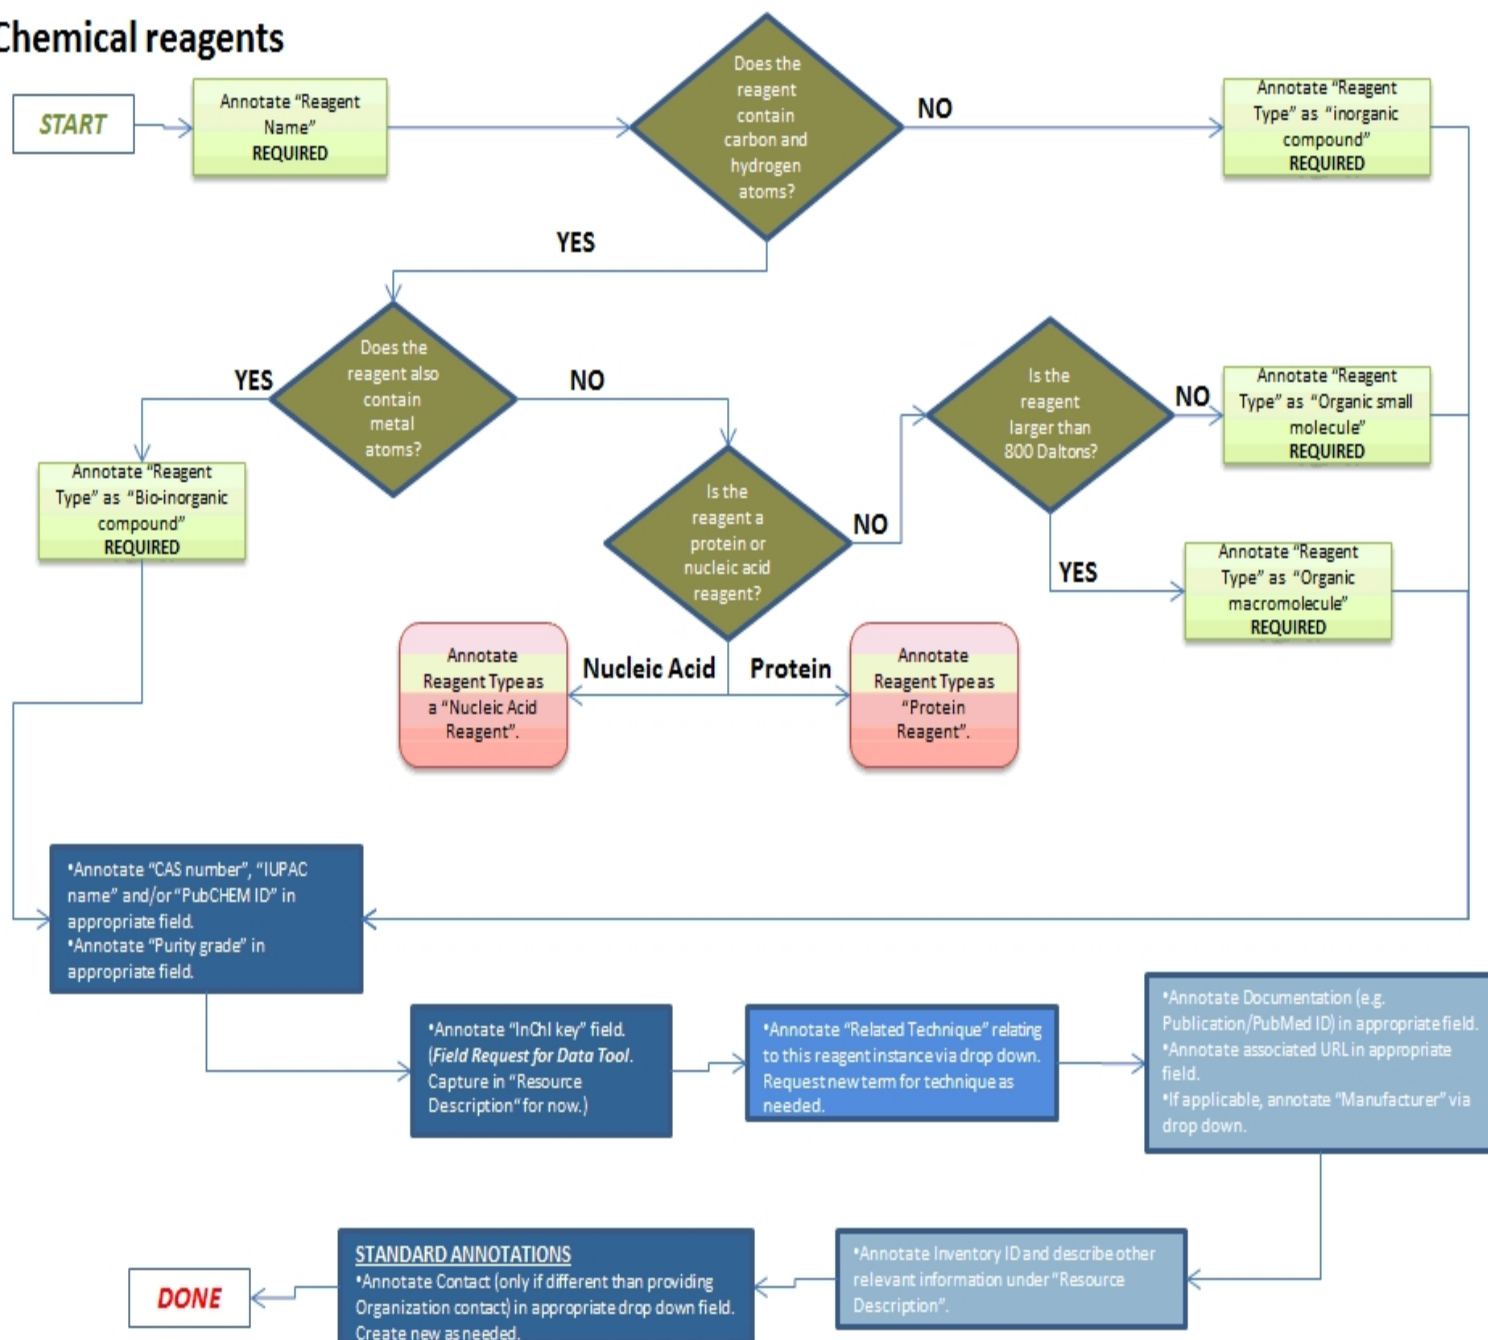 Chemical reagents
START
Annotate “Reagent
Name”
REQUIRED
Does the
reagent
contain
carbon and
hydrogen
atoms?
NO
Annotate “Reagent
Type” as “inorganic
compound”
REQUIRED
YES
Does the
reagent also
contain
metal
atoms?
YES
NO
Annotate “Reagent
Type” as “Bio-inorganic
compound”
REQUIRED
Is the
reagent a
protein or
nucleic acid
reagent?
NO
Is the
reagent
larger than
800 Daltons?
NO
Annotate “Reagent
Type” as “Organic small
molecule”
REQUIRED
YES
Annotate “Reagent
Type” as “Organic
macromolecule”
REQUIRED
Nucleic Acid
Protein
Annotate
Reagent Type as
a “Nucleic Acid
Reagent”.
Annotate
Reagent Type as
“Protein
Reagent”.
•Annotate “CAS number”, “IUPAC
name” and/or “PubCHEM ID” in
appropriate field.
•Annotate “Purity grade” in
appropriate field.
•Annotate “InChI key” field.
(Field Request for Data Tool.
Capture in “Resource
Description” for now.)
•Annotate “Related Technique” relating
to this reagent instance via drop down.
Request new term for technique as
needed.
•Annotate Documentation (e.g.
Publication/PubMed ID) in appropriate field.
•Annotate associated URL in appropriate
field.
•If applicable, annotate “Manufacturer” via
drop down.
•Annotate Inventory ID and describe other
relevant information under “Resource
Description”.
STANDARD ANNOTATIONS
•Annotate Contact (only if different than providing
Organization contact) in appropriate drop down field.
Create new as needed.
DONE